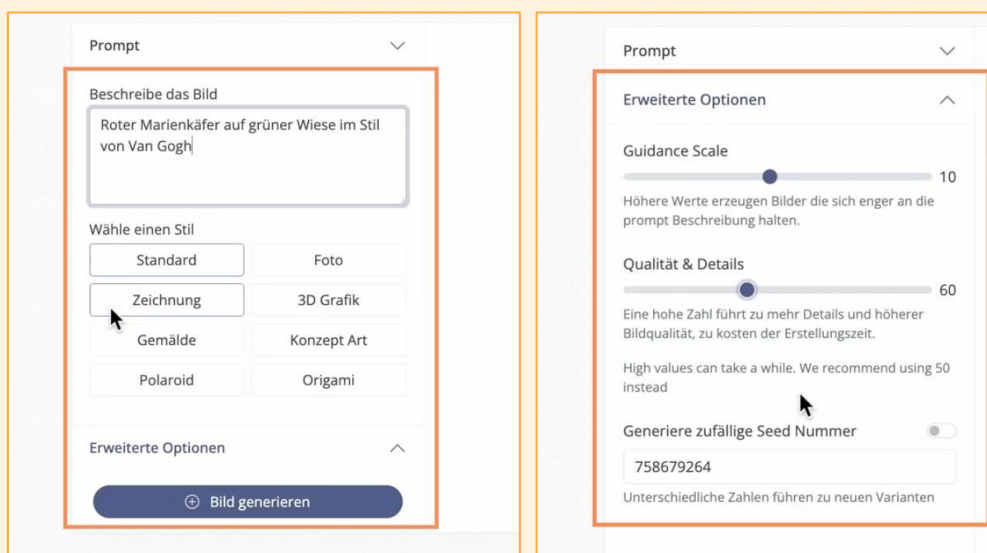 Prompt
Beschreibe das Bild
Roter Marienkäfer auf grüner Wiese im Stil
von Van Gogh
Wähle einen Stil
Standard
Foto
Zeichnung
3D Grafik
Gemälde
Konzept Art
Polaroid
Origami
Erweiterte Optionen
Bild generieren
Prompt
Erweiterte Optionen
Guidance Scale
10
Höhere Werte erzeugen Bilder die sich enger an die
prompt Beschreibung halten.
Qualität & Details
60
Eine hohe Zahl führt zu mehr Details und höherer
Bildqualität, zu kosten der Erstellungszeit.
High values can take a while. We recommend using 50
instead
Generiere zufällige Seed Nummer
758679264
Unterschiedliche Zahlen führen zu neuen Varianten